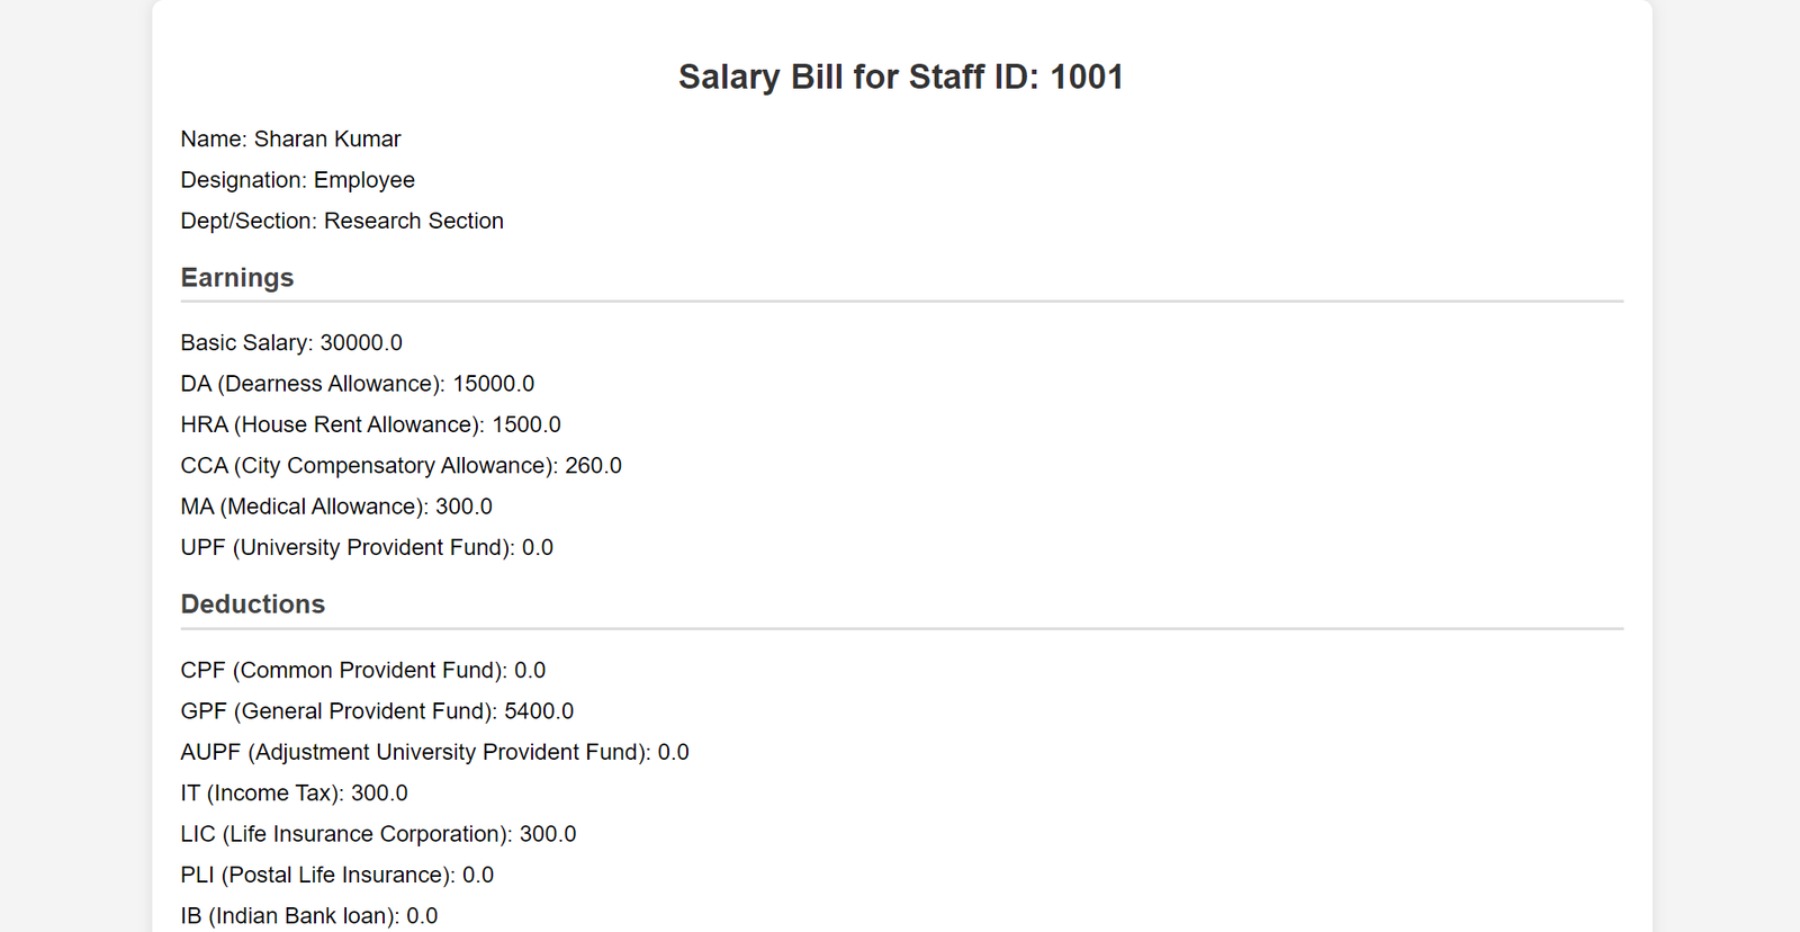 Salary Bill for Staff ID: 1001
Name: Sharan Kumar
Designation: Employee
Dept/Section: Research Section
Earnings
Basic Salary: 30000.0
DA (Dearness Allowance): 15000.0
HRA (House Rent Allowance): 1500.0
CCA (City Compensatory Allowance): 260.0
MA (Medical Allowance): 300.0
UPF (University Provident Fund): 0.0
Deductions
CPF (Common Provident Fund): 0.0
GPF (General Provident Fund): 5400.0
AUPF (Adjustment University Provident Fund): 0.0
IT (Income Tax): 300.0
LIC (Life Insurance Corporation): 300.0
PLI (Postal Life Insurance): 0.0
IB (Indian Bank loan): 0.0